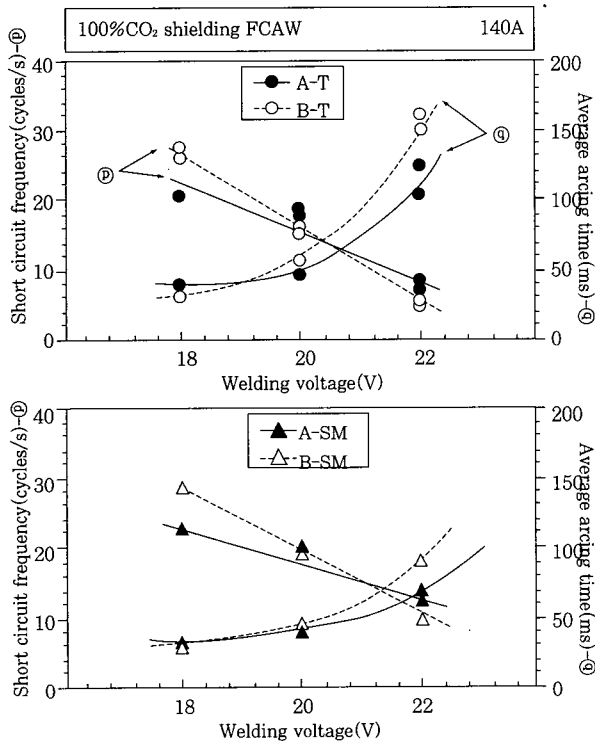 100%CO₂ shielding FCAW 140A
Short circuit frequency(cycles/s)-ⓟ
40
30
20
10
0
A-T
B-T
ⓟ
ⓠ
200
150
100
50
0
Average arcing time(ms)-ⓠ
18 20 22
Welding voltage(V)
Short circuit frequency(cycles/s)-ⓟ
40
30
20
10
0
A-SM
B-SM
200
150
100
50
0
Average arcing time(ms)-ⓠ
18 20 22
Welding voltage(V)